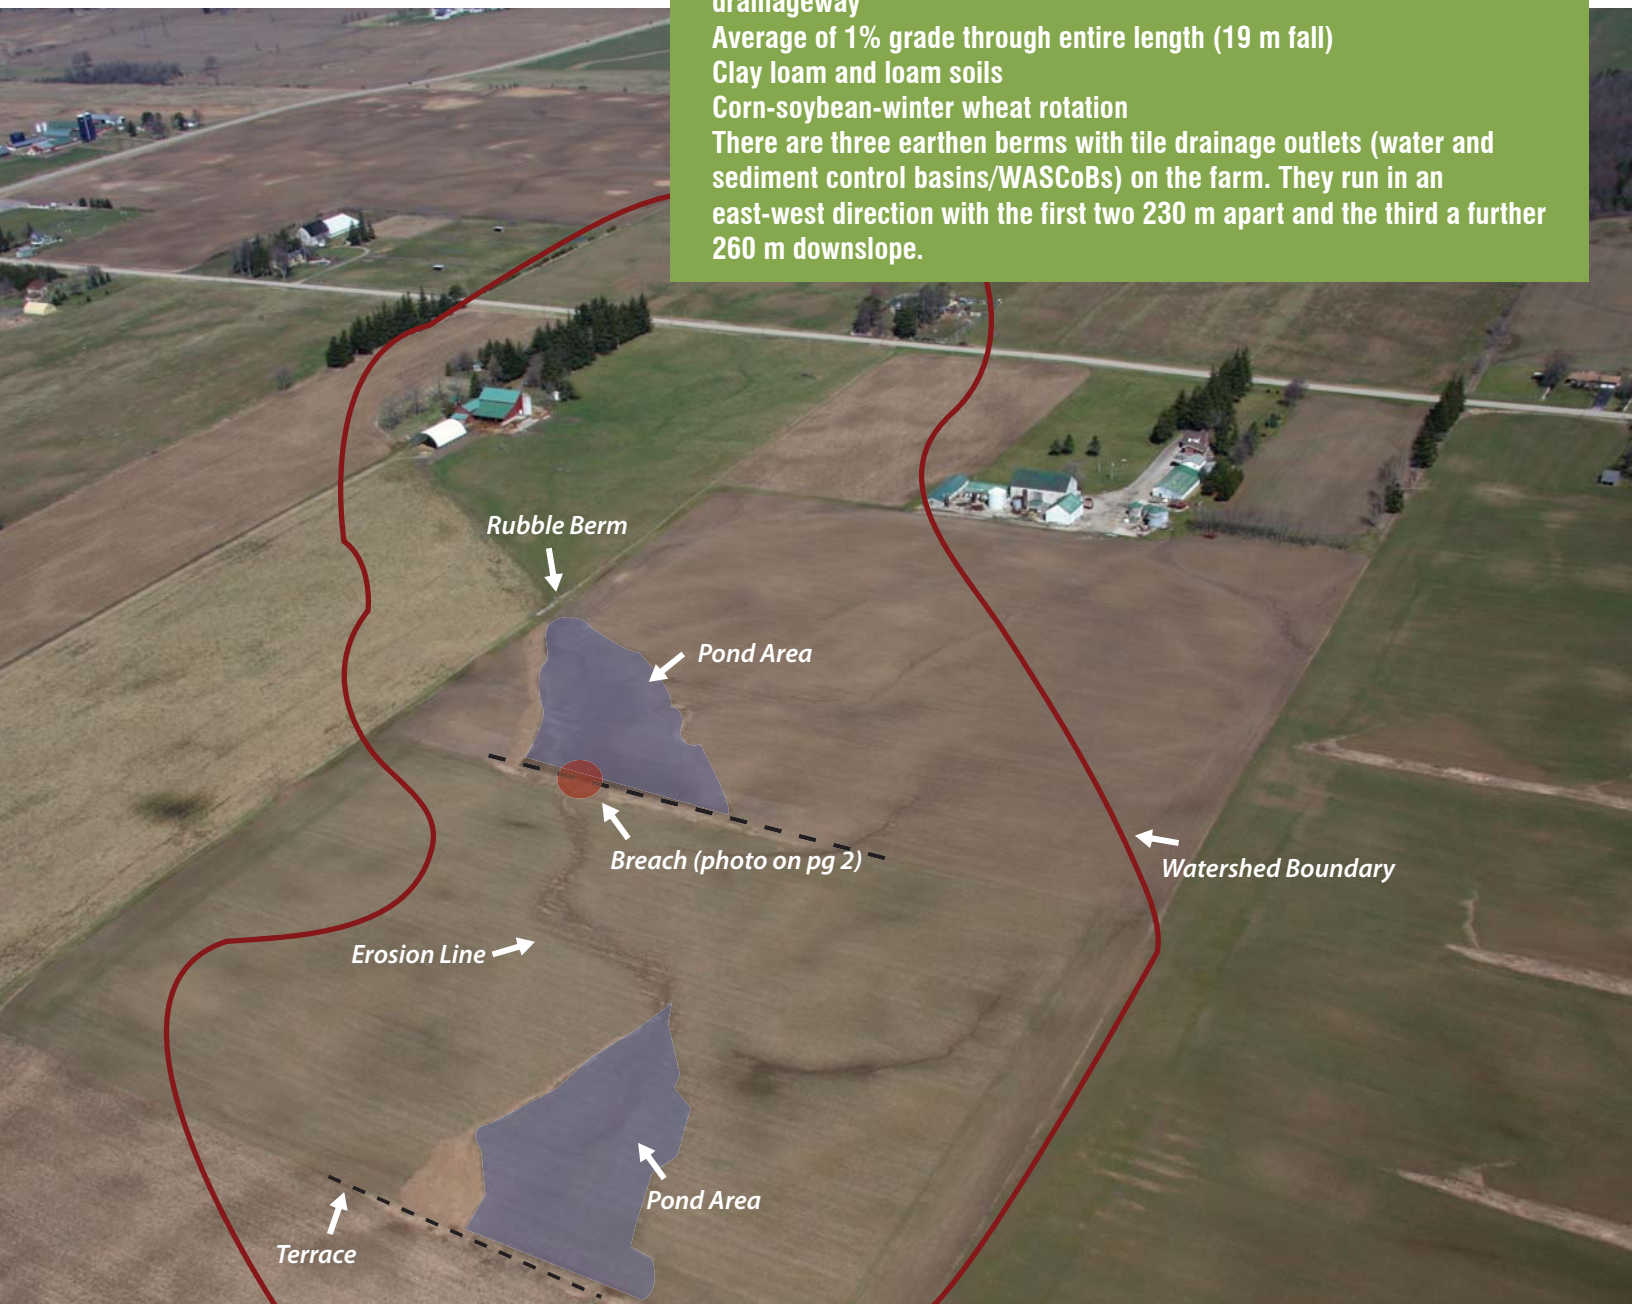 drainageway
Average of 1% grade through entire length (19 m fall)
Clay loam and loam soils
Corn-soybean-winter wheat rotation
There are three earthen berms with tile drainage outlets (water and
sediment control basins/WASCoBs) on the farm. They run in an
east-west direction with the first two 230 m apart and the third a further
260 m downslope.
Rubble Berm
Pond Area
Breach (photo on pg 2)
Watershed Boundary
Erosion Line
Pond Area
Terrace